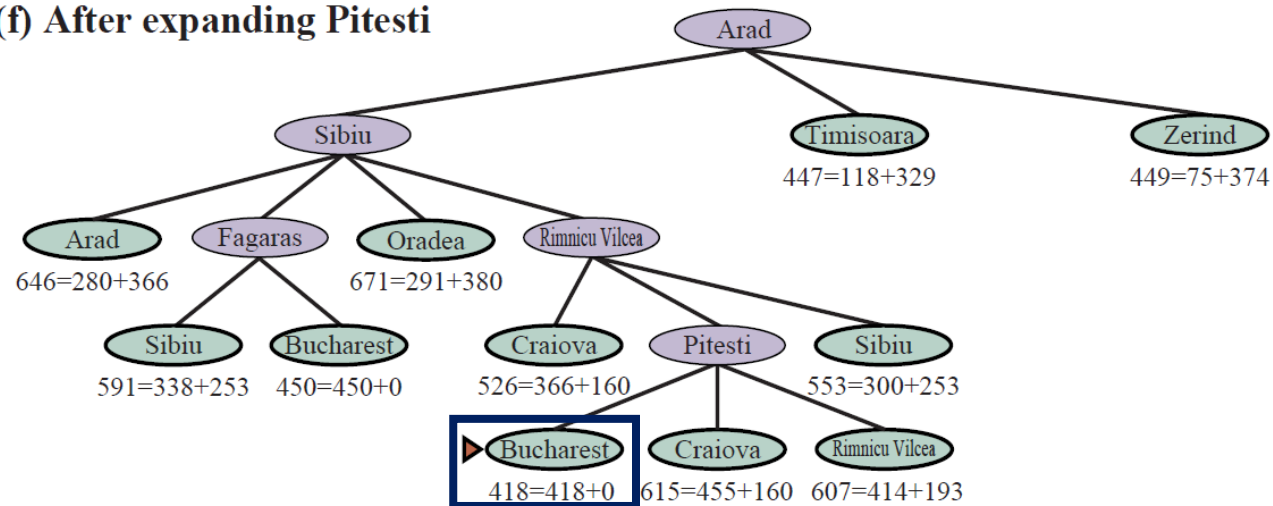 (f) After expanding Pitesti
Arad
Sibiu
Timisoara
Zerind
447=118+329
449=75+374
Arad
Fagaras
Oradea
Rimnicu Vilcea
646=280+366
671=291+380
Sibiu
Bucharest
Craiova
Pitesti
Sibiu
591=338+253
450=450+0
526=366+160
553=300+253
Bucharest
Craiova
Rimnicu Vilcea
418=418+0
615=455+160
607=414+193